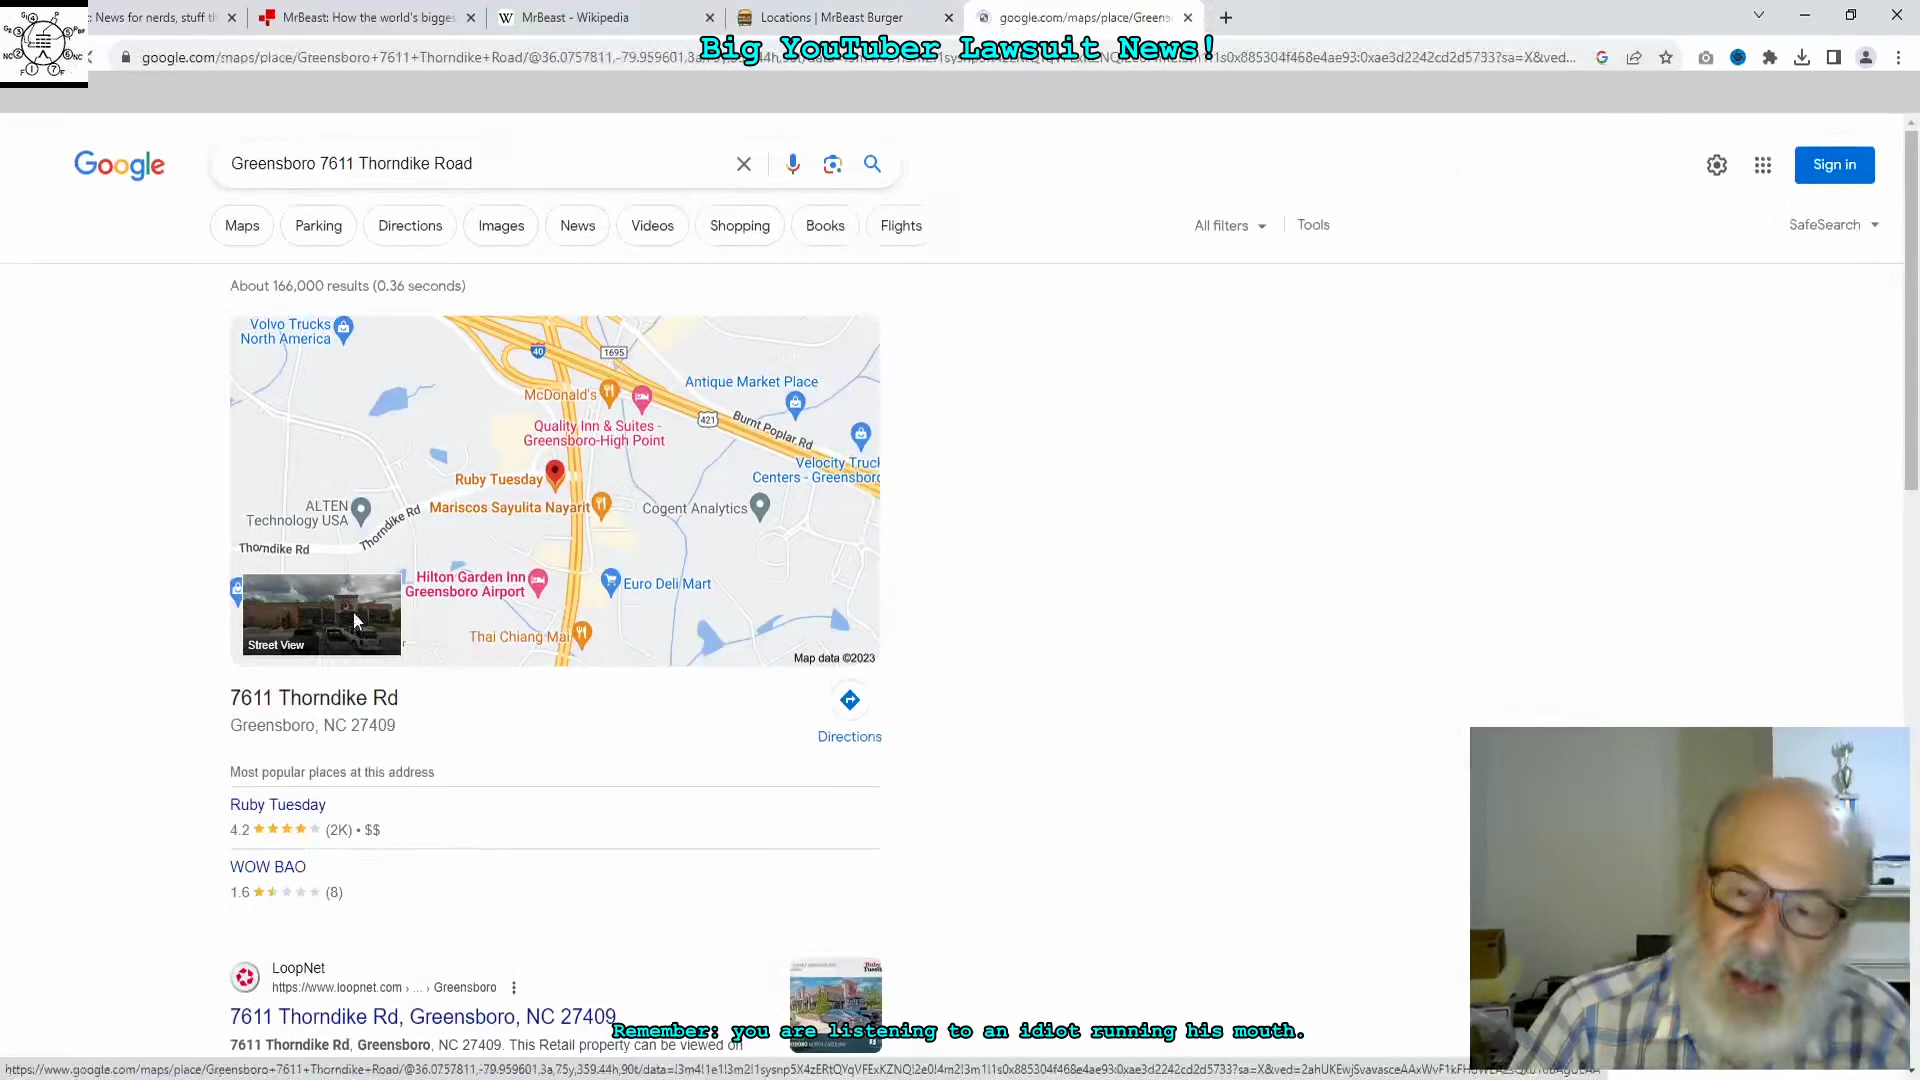 : News for nerds, stuff th
MrBeast: How the world's bigges
MrBeast - Wikipedia
Locations | MrBeast Burger
google.com/maps/place/Greens
Big YouTuber Lawsuit News!
Google
Greensboro 7611 Thorndike Road
Sign in
Maps
Parking
Directions
Images
News
Videos
Shopping
Books
Flights
All filters
Tools
SafeSearch
About 166,000 results (0.36 seconds)
Volvo Trucks
North America
40
1695
McDonald's
Antique Market Place
421
Burnt Poplar Rd
Quality Inn & Suites -
Greensboro-High Point
Velocity Truck
Centers - Greensboro
Ruby Tuesday
Mariscos Sayulita Nayarit
ALTEN
Technology USA
Cogent Analytics
Thorndike Rd
Thorndike Rd
Hilton Garden Inn
Greensboro Airport
Euro Deli Mart
Thai Chiang Mai
Street View
Map data ©2023
7611 Thorndike Rd
Greensboro, NC 27409
Directions
Most popular places at this address
Ruby Tuesday
4.2 (2K) • $$
WOW BAO
1.6 (8)
LoopNet
https://www.loopnet.com › ... › Greensboro
7611 Thorndike Rd, Greensboro, NC 27409
Remember: you are listening to an idiot running his mouth.
7611 Thorndike Rd, Greensboro, NC 27409. This Retail property can be viewed on